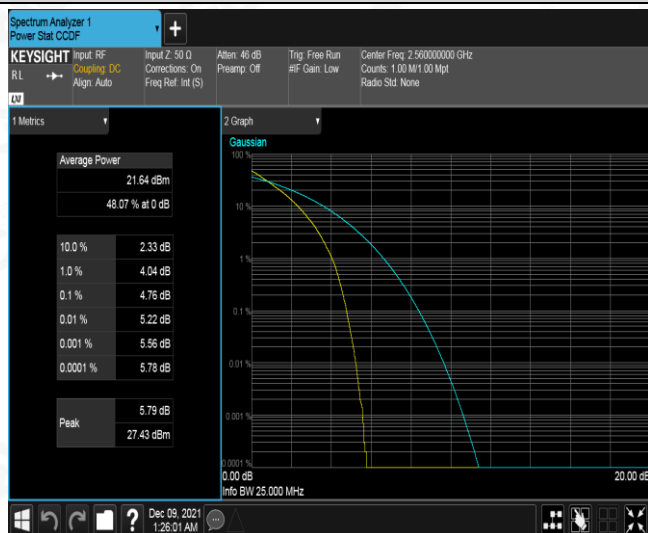 Spectrum Analyzer 1
Power Stat CCDF
+
KEYSIGHT
RL
LXI
Input: RF
Coupling: DC
Align: Auto
Input Z: 50 Ω
Corrections: On
Freq Ref: Int (S)
Atten: 46 dB
Preamp: Off
Trig: Free Run
#IF Gain: Low
Center Freq: 2.560000000 GHz
Counts: 1.00 M/1.00 Mpt
Radio Std: None
1 Metrics
Average Power
21.64 dBm
48.07 % at 0 dB
10.0 % 2.33 dB
1.0 % 4.04 dB
0.1 % 4.76 dB
0.01 % 5.22 dB
0.001 % 5.56 dB
0.0001 % 5.78 dB
Peak
5.79 dB
27.43 dBm
2 Graph
Gaussian
100 %
10 %
1 %
0.1 %
0.01 %
0.001 %
0.0001 %
0.00 dB 20.00 dB
Info BW 25.000 MHz
?
Dec 09, 2021
1:26:01 AM